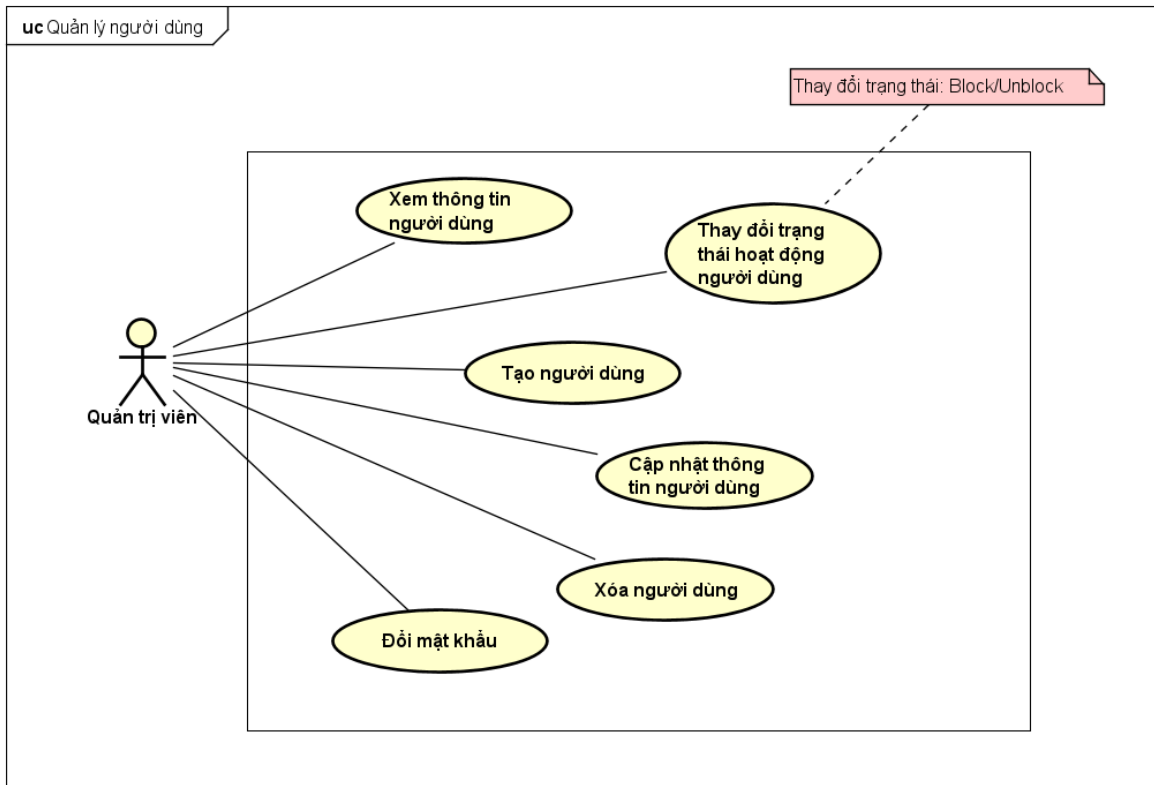 uc Quản lý người dùng
Thay đổi trạng thái: Block/Unblock
Xem thông tin
người dùng
Thay đổi trạng
thái hoạt động
người dùng
Tạo người dùng
Quản trị viên
Cập nhật thông
tin người dùng
Xóa người dùng
Đổi mật khẩu